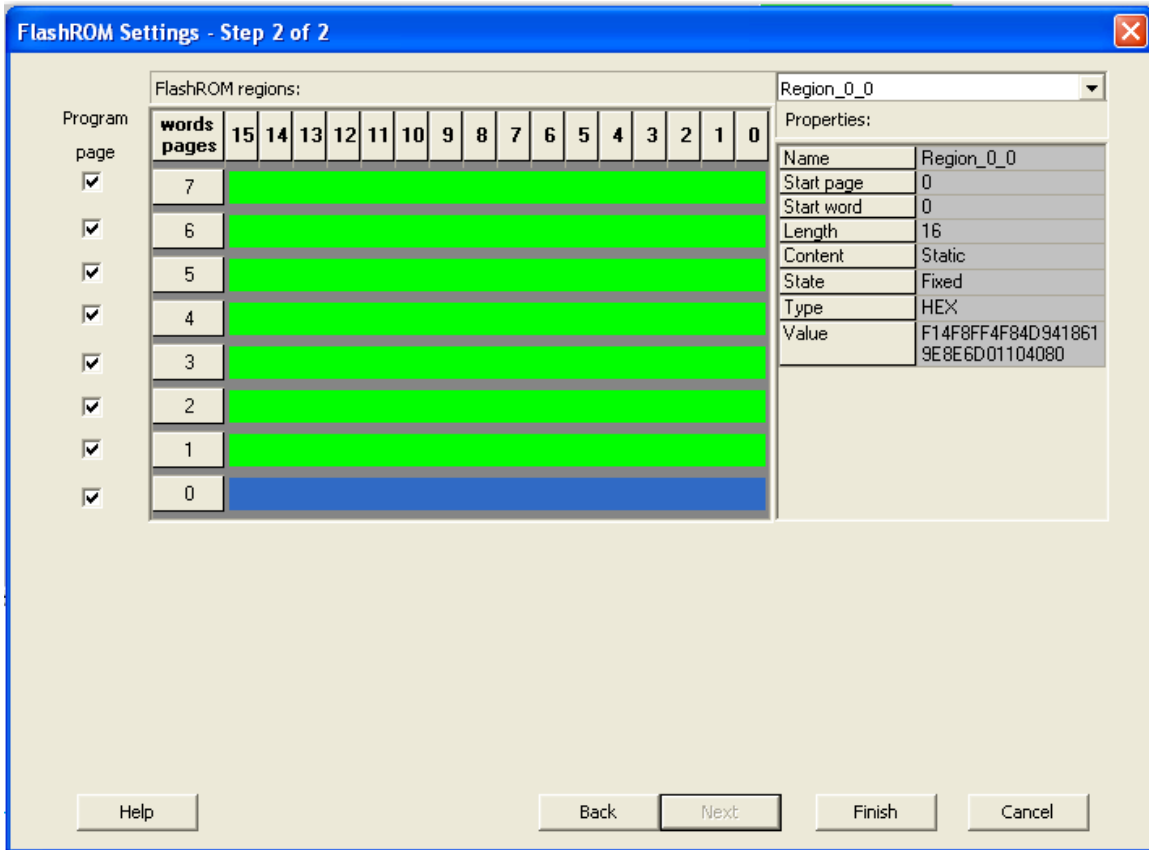 FlashROM Settings - Step 2 of 2
FlashROM regions:
Region_0_0
Program
page
words
pages
15 14 13 12 11 10 9 8 7 6 5 4 3 2 1 0
Properties:
7
6
5
4
3
2
1
0
Name Region_0_0
Start page 0
Start word 0
Length 16
Content Static
State Fixed
Type HEX
Value F14F8FF4F84D941861
9E8E6D01104080
Help Back Next Finish Cancel